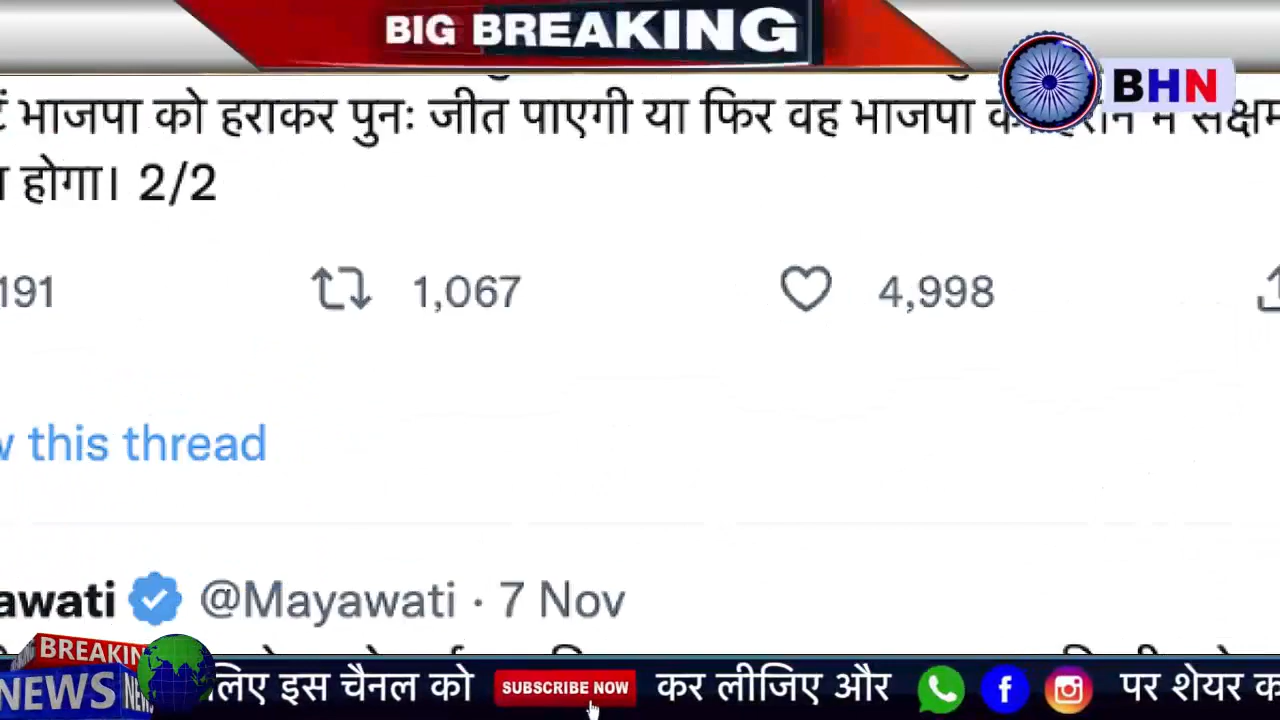 BIG BREAKING
BHN
भाजपा को हराकर पुनः जीत पाएगी या फिर वह भाजपा
होगा। 2/2
191 1,067 4,998
this thread
@Mayawati · 7 Nov
BREAKIN
NEWS
लिए इस चैनल को SUBSCRIBE NOW कर लीजिए और पर शेयर